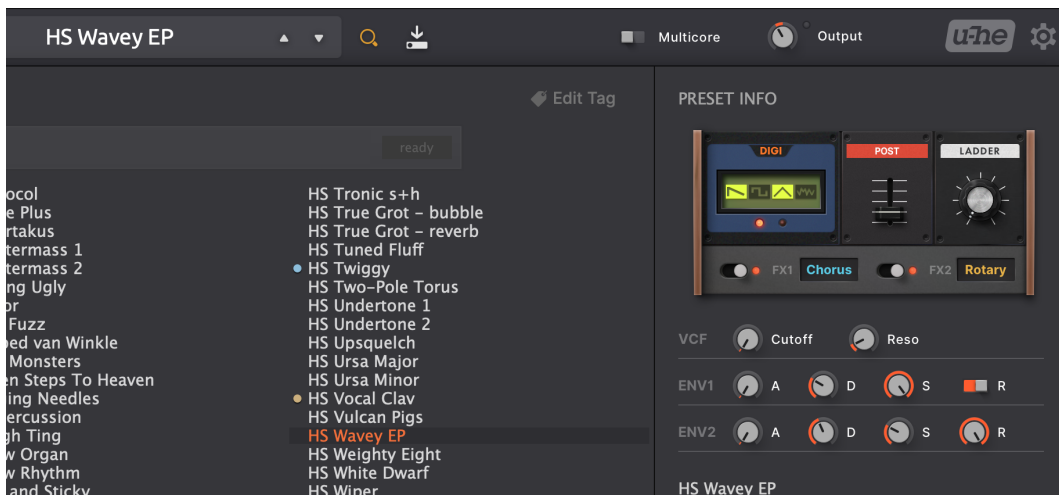 HS Wavey EP
Multicore
Output
u-he
Edit Tag
PRESET INFO
ready
ocol
e Plus
rtakus
termass 1
termass 2
ng Ugly
or
Fuzz
ped van Winkle
Monsters
en Steps To Heaven
ing Needles
ercussion
gh Ting
w Organ
w Rhythm
and Sticky
HS Tronic s+h
HS True Grot – bubble
HS True Grot – reverb
HS Tuned Fluff
HS Twiggy
HS Two-Pole Torus
HS Undertone 1
HS Undertone 2
HS Upsquelch
HS Ursa Major
HS Ursa Minor
HS Vocal Clav
HS Vulcan Pigs
HS Wavey EP
HS Weighty Eight
HS White Dwarf
HS Wiper
DIGI
POST
LADDER
FX1 Chorus
FX2 Rotary
VCF Cutoff Reso
ENV1 A D S R
ENV2 A D S R
HS Wavey EP